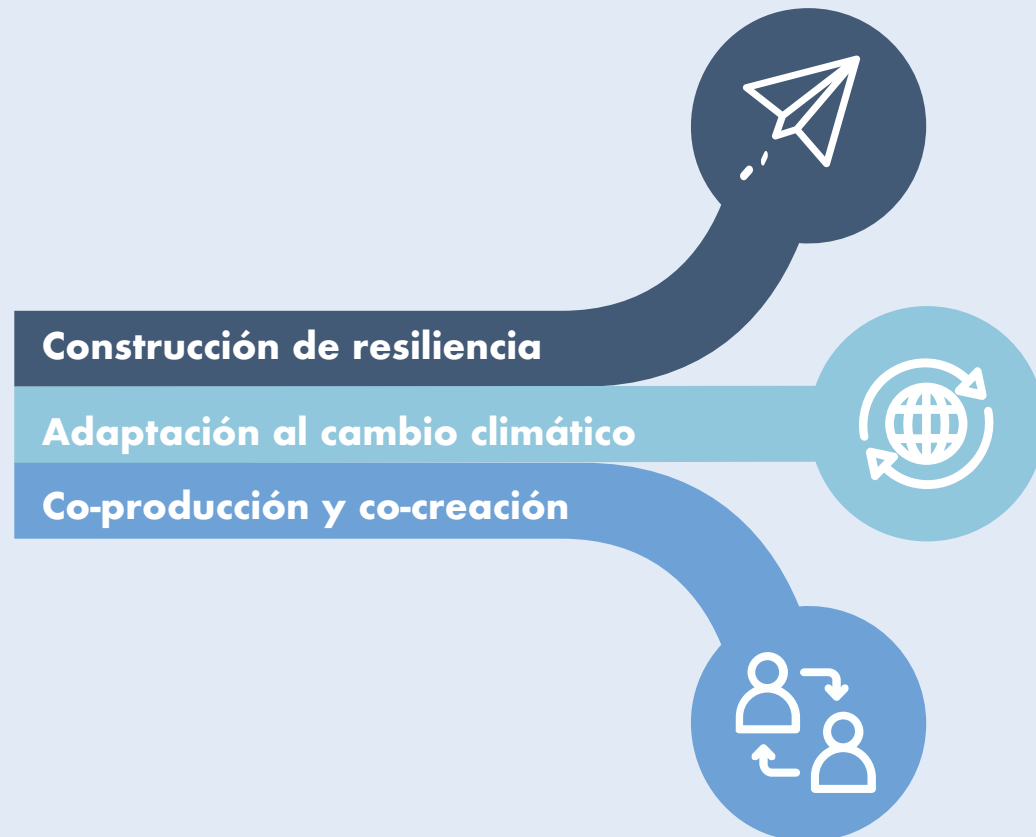 Construcción de resiliencia
Adaptación al cambio climático
Co-producción y co-creación